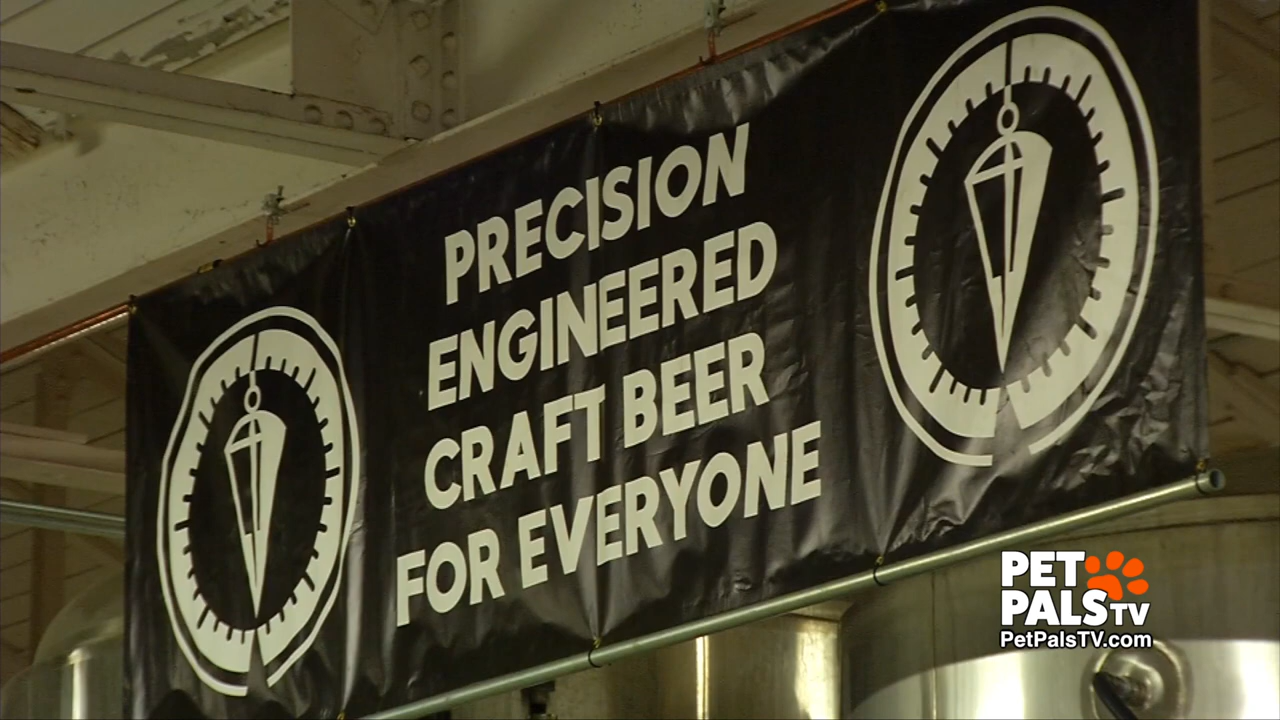 PRECISION
ENGINEERED
CRAFT BEER
FOR EVERYONE
PET
PALSTV
PetPalsTV.com